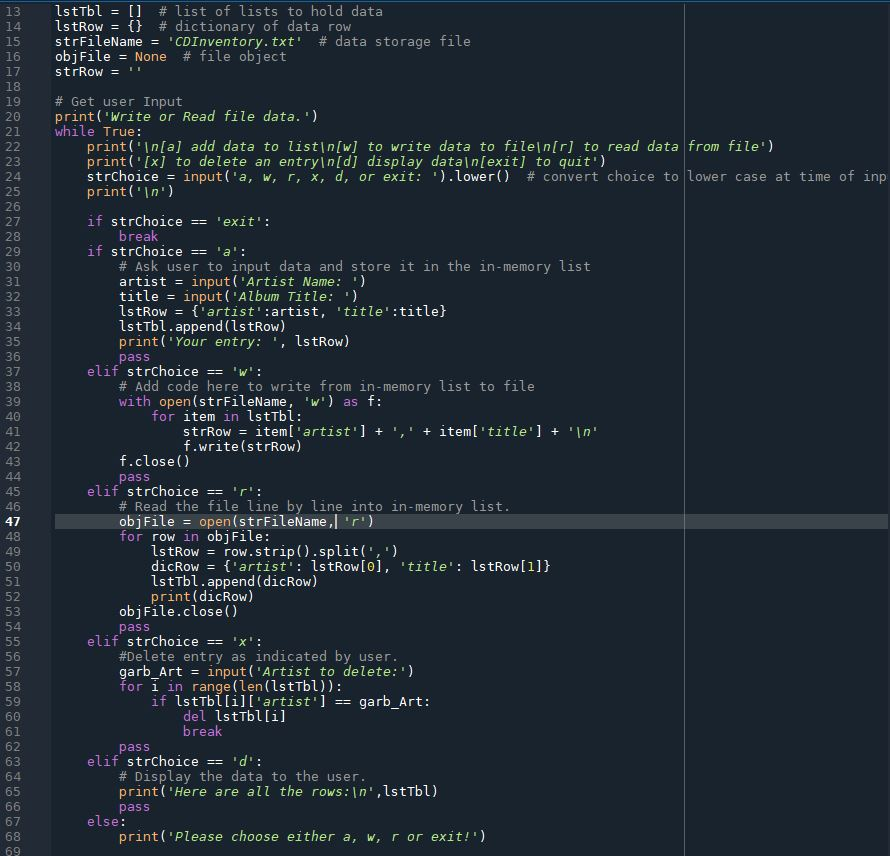 13 lstTbl = []  # list of lists to hold data
14 lstRow = {}  # dictionary of data row
15 strFileName = 'CDInventory.txt'  # data storage file
16 objFile = None  # file object
17 strRow = ''
18
19 # Get user Input
20 print('Write or Read file data.')
21 while True:
22     print('\n[a] add data to list\n[w] to write data to file\n[r] to read data from file')
23     print('[x] to delete an entry\n[d] display data\n[exit] to quit')
24     strChoice = input('a, w, r, x, d, or exit: ').lower()  # convert choice to lower case at time of inp
25     print('\n')
26
27     if strChoice == 'exit':
28         break
29     if strChoice == 'a':
30         # Ask user to input data and store it in the in-memory list
31         artist = input('Artist Name: ')
32         title = input('Album Title: ')
33         lstRow = {'artist':artist, 'title':title}
34         lstTbl.append(lstRow)
35         print('Your entry: ', lstRow)
36         pass
37     elif strChoice == 'w':
38         # Add code here to write from in-memory list to file
39         with open(strFileName, 'w') as f:
40             for item in lstTbl:
41                 strRow = item['artist'] + ',' + item['title'] + '\n'
42                 f.write(strRow)
43         f.close()
44         pass
45     elif strChoice == 'r':
46         # Read the file line by line into in-memory list.
47         objFile = open(strFileName, 'r')
48         for row in objFile:
49             lstRow = row.strip().split(',')
50             dicRow = {'artist': lstRow[0], 'title': lstRow[1]}
51             lstTbl.append(dicRow)
52             print(dicRow)
53         objFile.close()
54         pass
55     elif strChoice == 'x':
56         #Delete entry as indicated by user.
57         garb_Art = input('Artist to delete:')
58         for i in range(len(lstTbl)):
59             if lstTbl[i]['artist'] == garb_Art:
60                 del lstTbl[i]
61                 break
62         pass
63     elif strChoice == 'd':
64         # Display the data to the user.
65         print('Here are all the rows:\n',lstTbl)
66         pass
67     else:
68         print('Please choose either a, w, r or exit!')
69